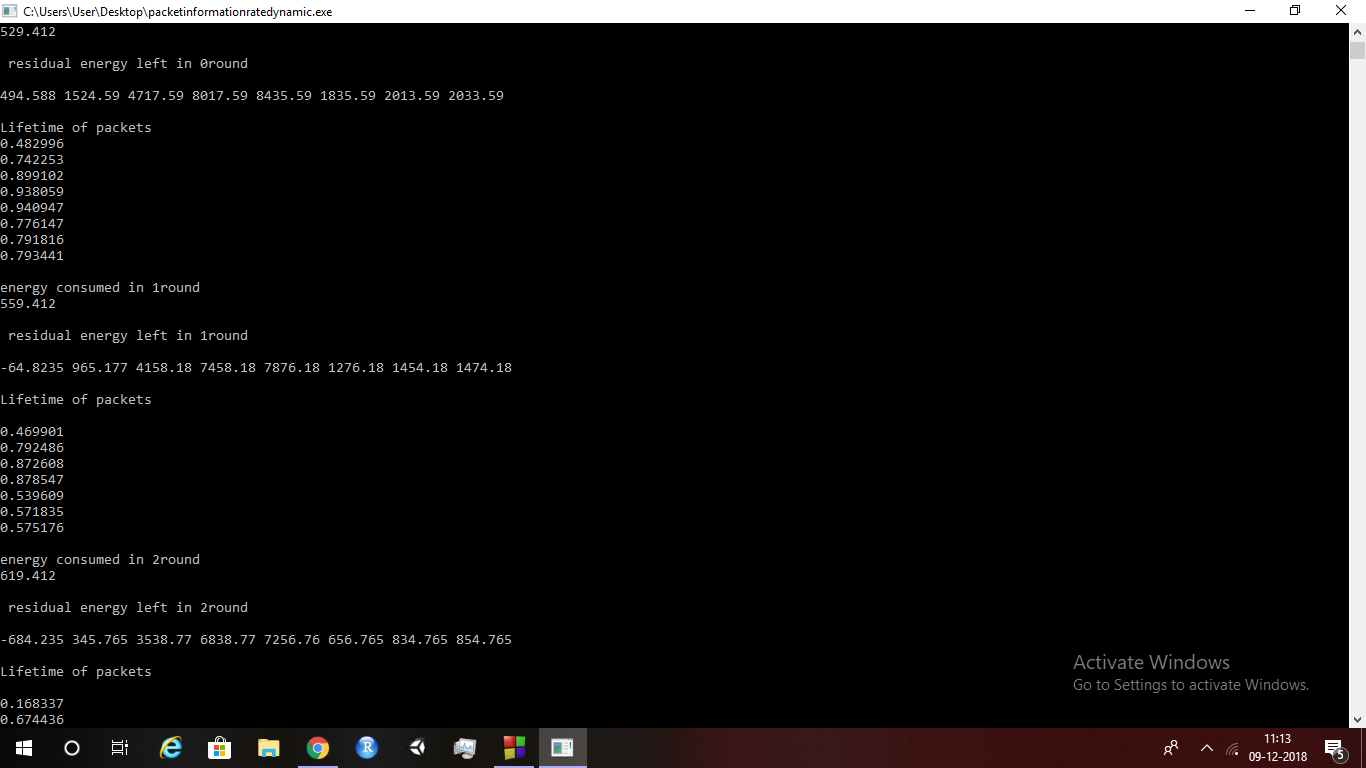 C:\Users\User\Desktop\packetinformationratedynamic.exe
529.412
residual energy left in 0round
494.588 1524.59 4717.59 8017.59 8435.59 1835.59 2013.59 2033.59
Lifetime of packets
0.482996
0.742253
0.899102
0.938059
0.940947
0.776147
0.791816
0.793441
energy consumed in 1round
559.412
residual energy left in 1round
-64.8235 965.177 4158.18 7458.18 7876.18 1276.18 1454.18 1474.18
Lifetime of packets
0.469901
0.792486
0.872608
0.878547
0.539609
0.571835
0.575176
energy consumed in 2round
619.412
residual energy left in 2round
-684.235 345.765 3538.77 6838.77 7256.76 656.765 834.765 854.765
Lifetime of packets
0.168337
0.674436
Activate Windows
Go to Settings to activate Windows.
R
11:13
09-12-2018
5